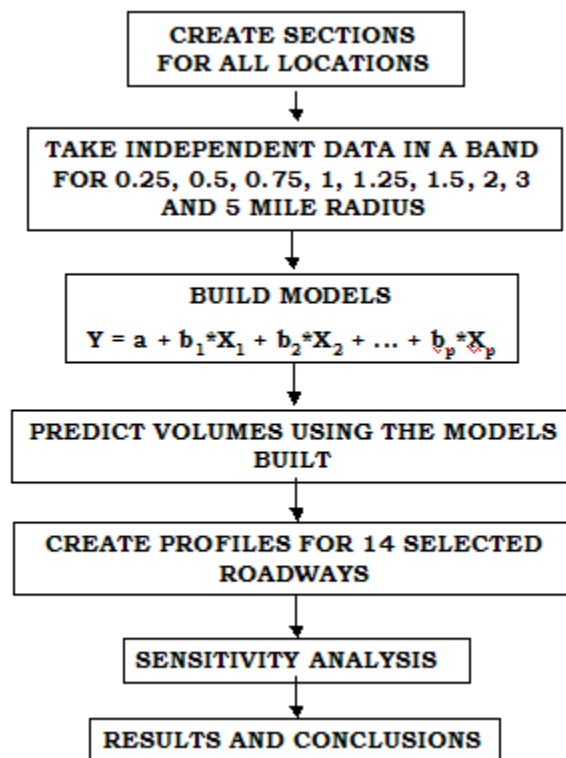 CREATE SECTIONS
FOR ALL LOCATIONS
TAKE INDEPENDENT DATA IN A BAND
FOR 0.25, 0.5, 0.75, 1, 1.25, 1.5, 2, 3
AND 5 MILE RADIUS
BUILD MODELS
Y = a + b₁*X₁ + b₂*X₂ + ... + bₚ*Xₚ
PREDICT VOLUMES USING THE MODELS
BUILT
CREATE PROFILES FOR 14 SELECTED
ROADWAYS
SENSITIVITY ANALYSIS
RESULTS AND CONCLUSIONS